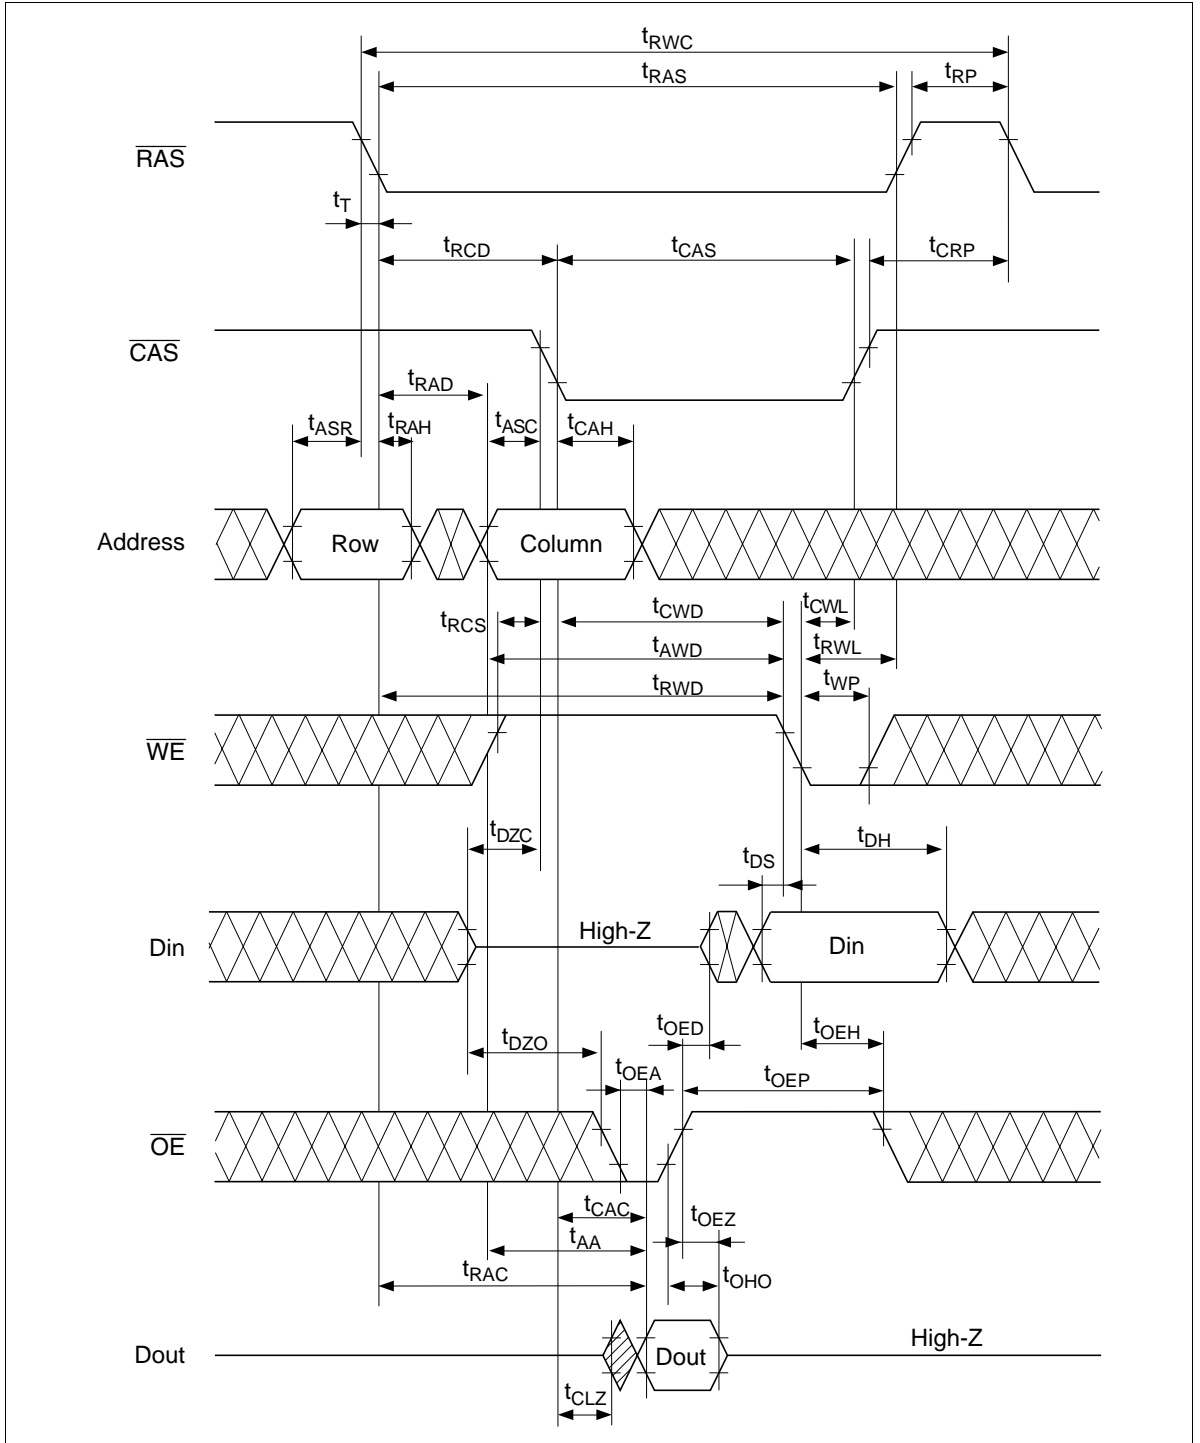 tRWC
tRAS
tRP
RAS
tT
tRCD
tCAS
tCRP
CAS
tRAD
tASR
tRAH
tASC
tCAH
Address
Row
Column
tRCS
tCWD
tCWL
tAWD
tRWL
tRWD
tWP
WE
tDZC
tDS
tDH
Din
High-Z
Din
tDZO
tOED
tOEH
tOEA
tOEP
OE
tCAC
tOEZ
tAA
tRAC
tOHO
Dout
Dout
High-Z
tCLZ